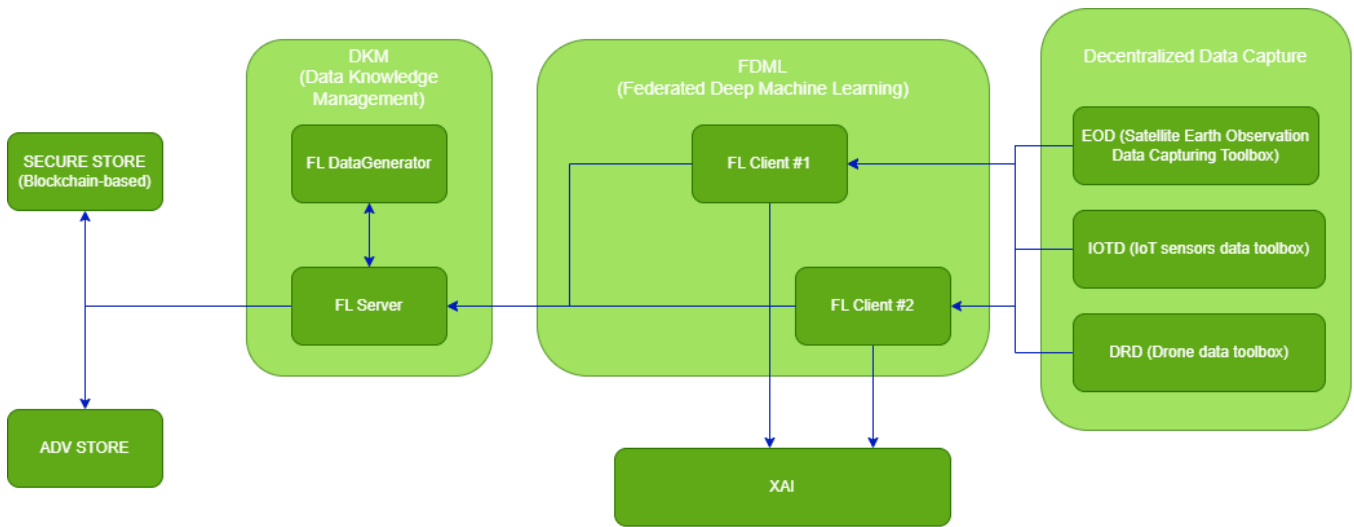 DKM
(Data Knowledge
Management)
FDML
(Federated Deep Machine Learning)
Decentralized Data Capture
SECURE STORE
(Blockchain-based)
FL DataGenerator
FL Client #1
EOD (Satellite Earth Observation
Data Capturing Toolbox)
IOTD (IoT sensors data toolbox)
FL Server
FL Client #2
DRD (Drone data toolbox)
ADV STORE
XAI